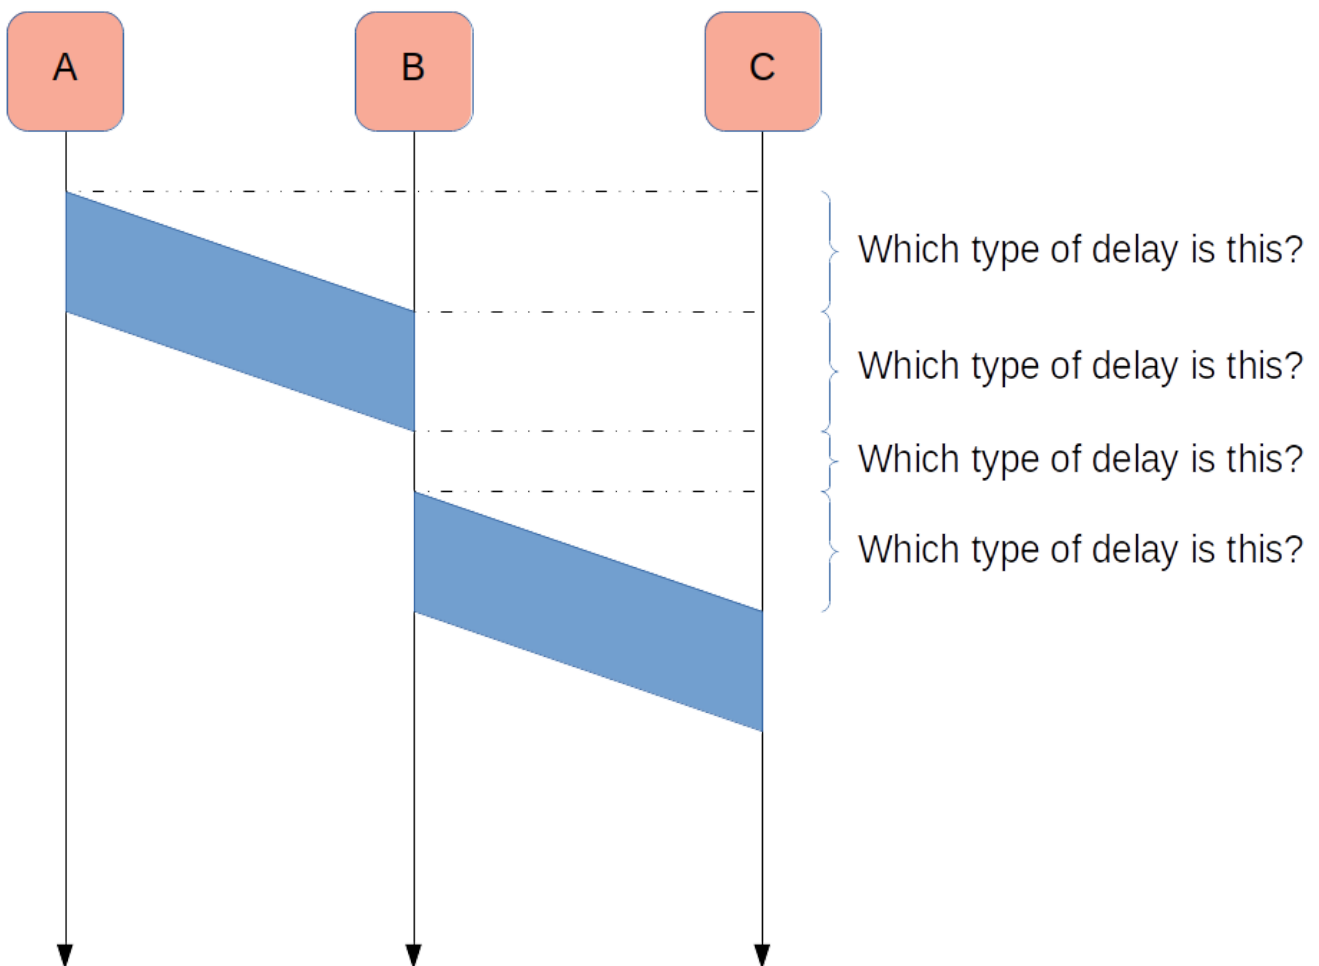 A
B
C
Which type of delay is this?
Which type of delay is this?
Which type of delay is this?
Which type of delay is this?